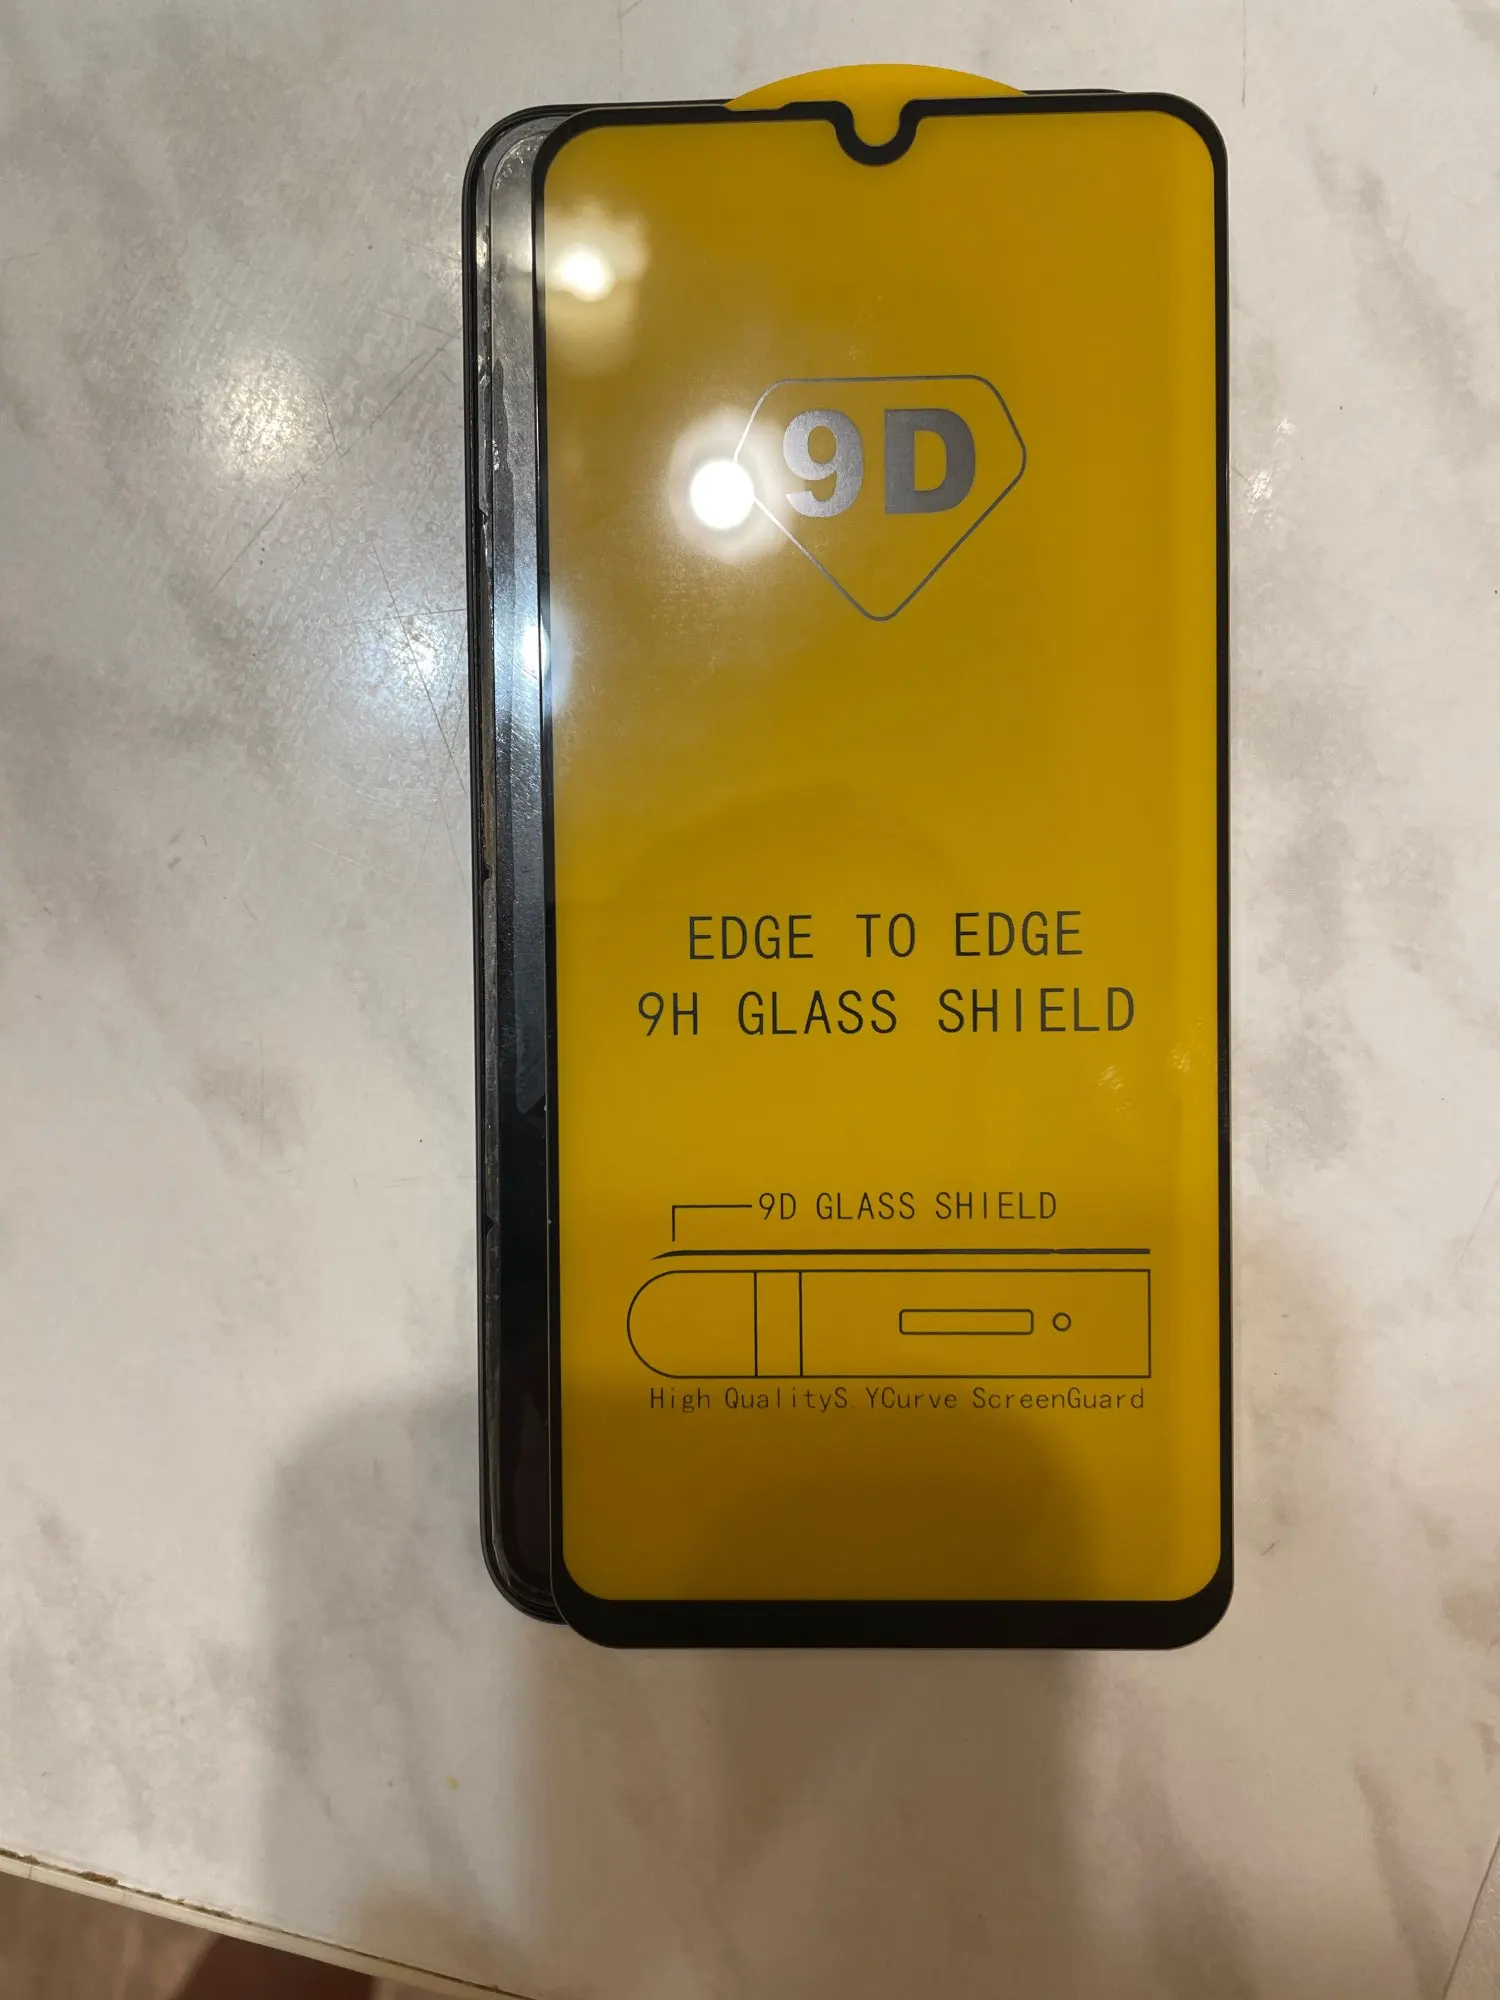 9D
EDGE TO EDGE
9H GLASS SHIELD
9D GLASS SHIELD
High QualityS.YCurve ScreenGuard